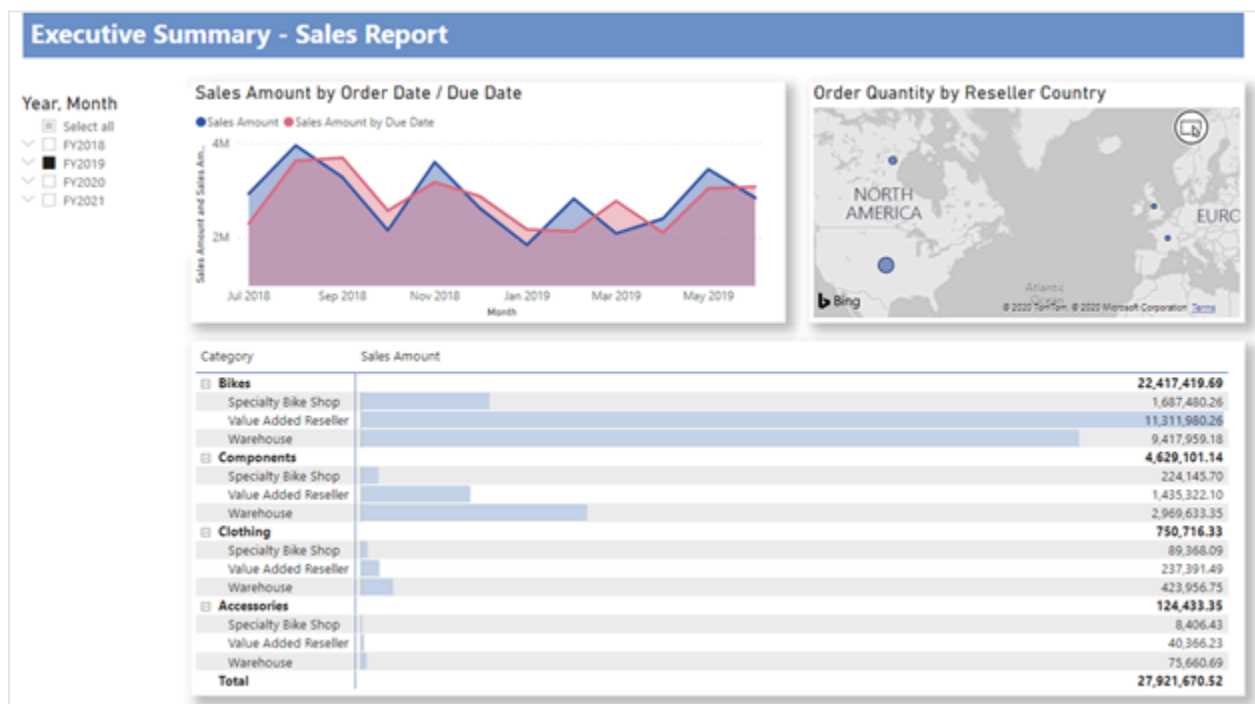 Executive Summary - Sales Report
Year, Month
Select all
FY2018
FY2019
FY2020
FY2021
Sales Amount by Order Date / Due Date
Sales Amount Sales Amount by Due Date
Sales Amount and Sales Am...
4M
2M
Jul 2018 Sep 2018 Nov 2018 Jan 2019 Mar 2019 May 2019
Month
Order Quantity by Reseller Country
NORTH
AMERICA
EURO
Atlantic
Ocean
Bing
© 2020 TomTom, © 2020 Microsoft Corporation Terms
Category Sales Amount
Bikes 22,417,419.69
Specialty Bike Shop 1,687,480.26
Value Added Reseller 11,311,980.26
Warehouse 9,417,959.18
Components 4,629,101.14
Specialty Bike Shop 224,145.70
Value Added Reseller 1,435,322.10
Warehouse 2,969,633.35
Clothing 750,716.33
Specialty Bike Shop 89,368.09
Value Added Reseller 237,391.49
Warehouse 423,956.75
Accessories 124,433.35
Specialty Bike Shop 8,406.43
Value Added Reseller 40,366.23
Warehouse 75,660.69
Total 27,921,670.52